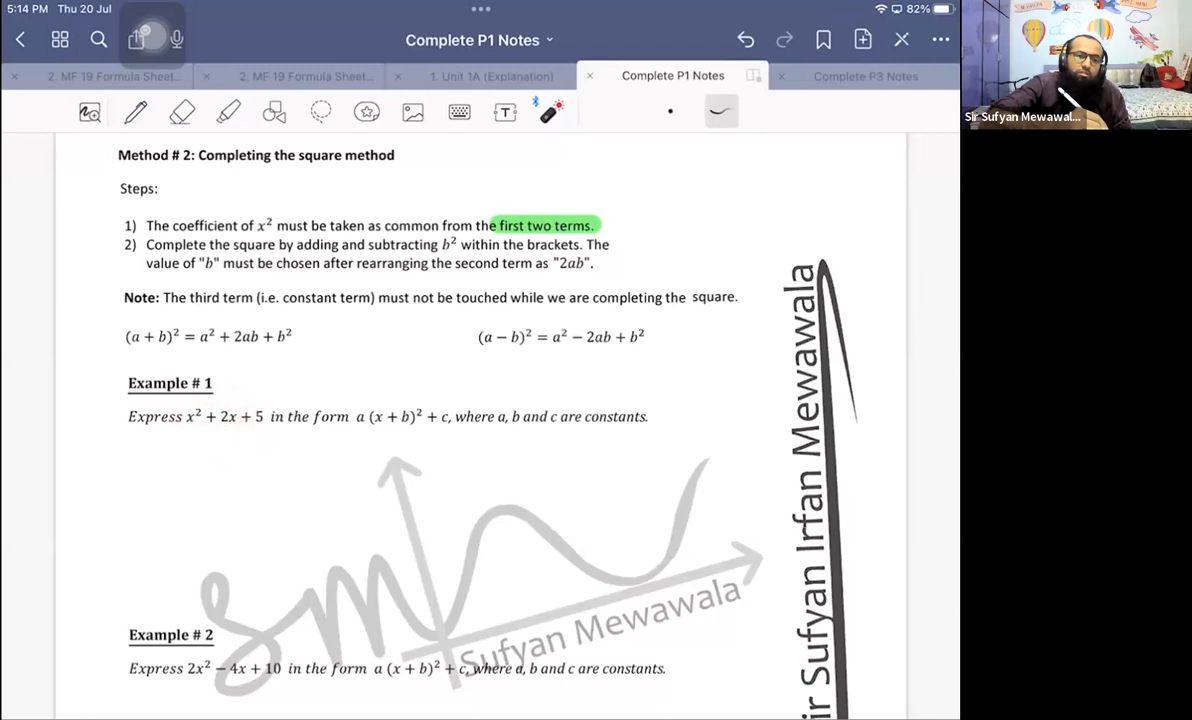 5:14 PM Thu 20 Jul
82%
Complete P1 Notes
2. MF 19 Formula Sheet...
2. MF 19 Formula Sheet...
1. Unit 1A (Explanation)
Complete P1 Notes
Complete P3 Notes
Sir Sufyan Mewawal...
Method # 2: Completing the square method
Steps:
1) The coefficient of x² must be taken as common from the first two terms.
2) Complete the square by adding and subtracting b² within the brackets. The
value of "b" must be chosen after rearranging the second term as "2ab".
Note: The third term (i.e. constant term) must not be touched while we are completing the square.
(a + b)² = a² + 2ab + b²
(a − b)² = a² − 2ab + b²
Example # 1
Express x² + 2x + 5 in the form a (x + b)² + c, where a, b and c are constants.
sm
Sufyan Mewawala
Example # 2
Express 2x² − 4x + 10 in the form a (x + b)² + c, where a, b and c are constants.
ir Sufyan Irfan Mewawala